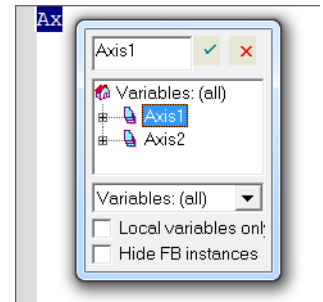 Ax
Axis1
Variables: (all)
Axis1
Axis2
Variables: (all)
Local variables onl
Hide FB instances